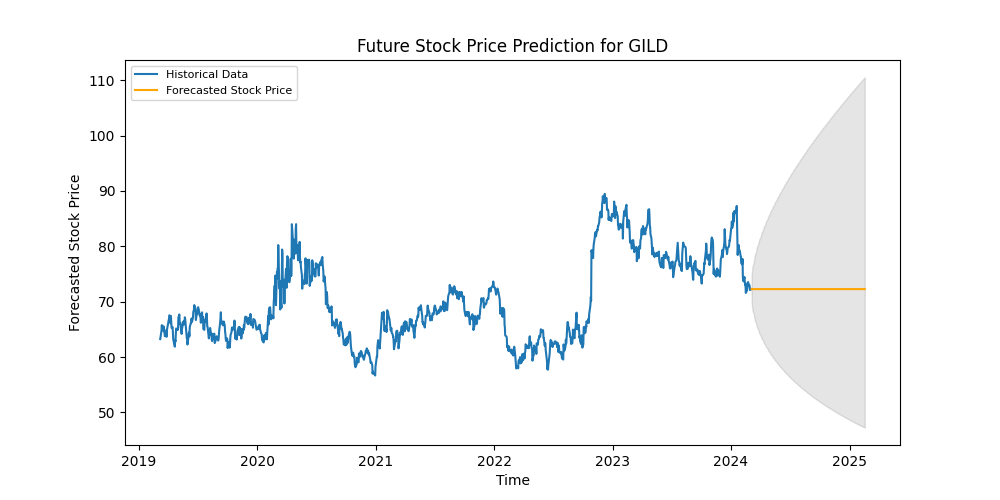 Future Stock Price Prediction for GILD
Historical Data
Forecasted Stock Price
Forecasted Stock Price
110
100
90
80
70
60
50
2019 2020 2021 2022 2023 2024 2025
Time